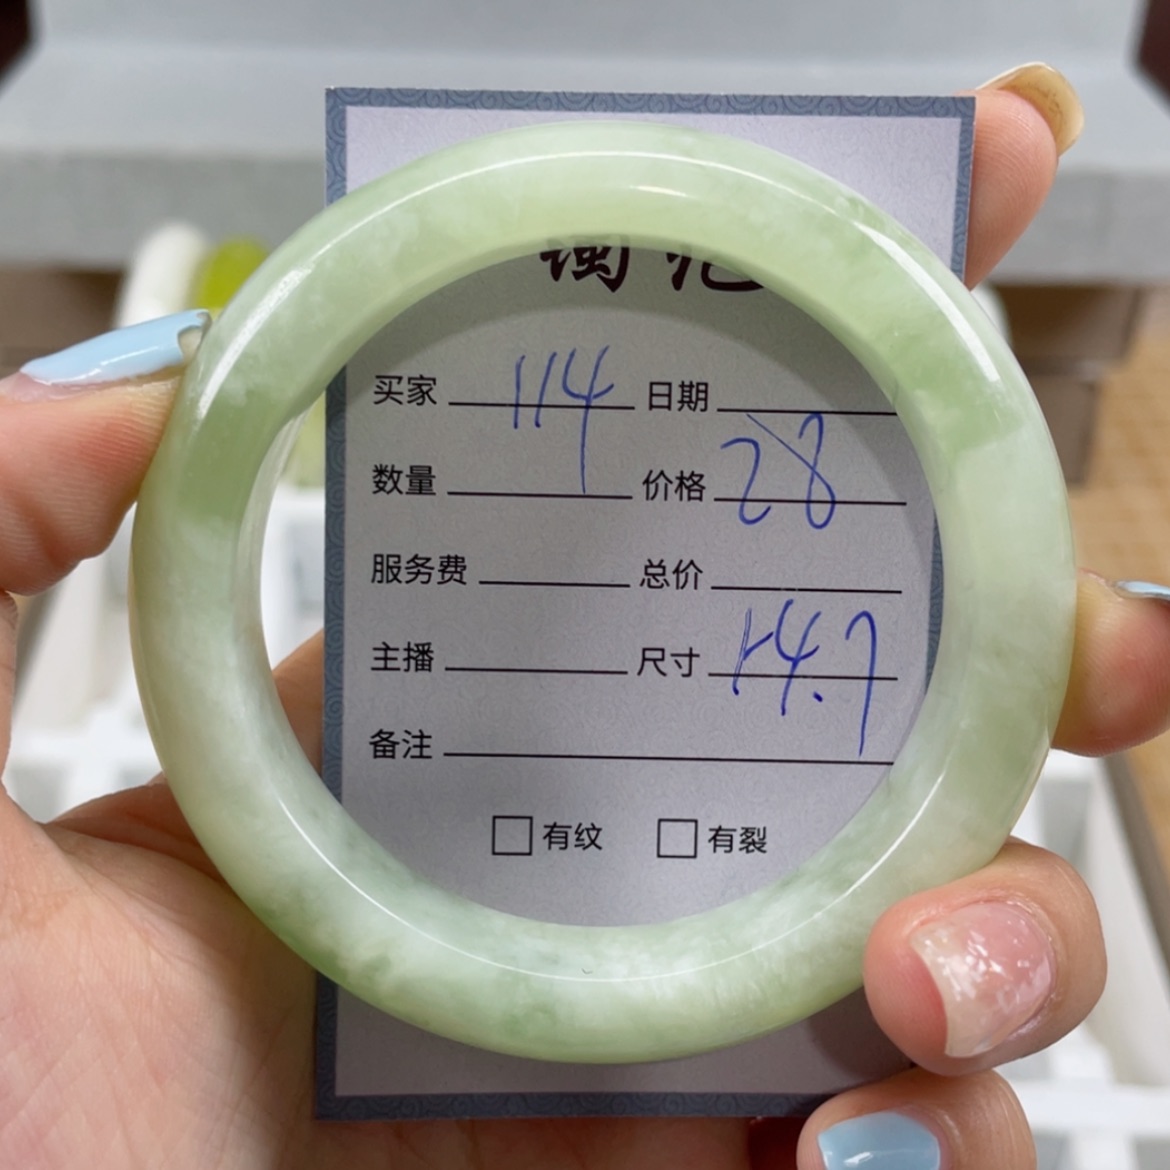 买家 114 日期
数量 价格 28
服务费 总价
主播 尺寸 54.7
备注
有纹 有裂